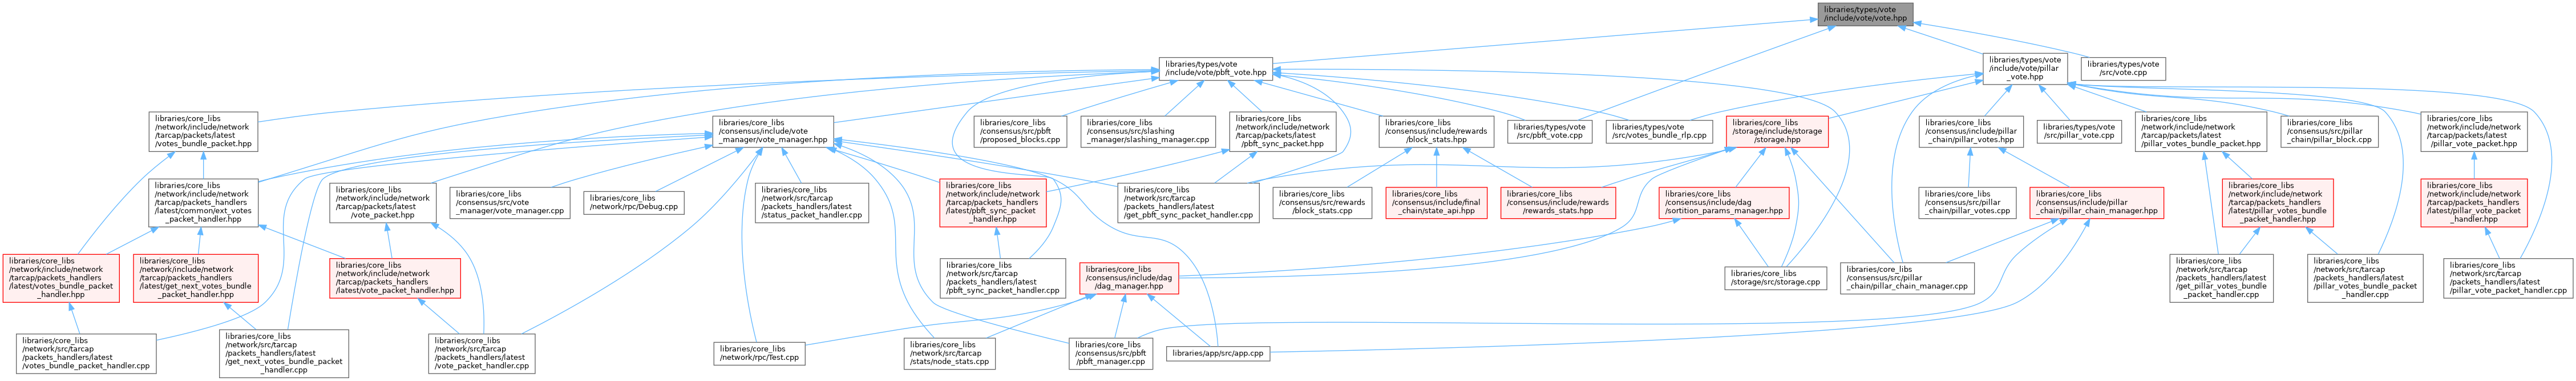 libraries/types/vote
/include/vote/vote.hpp
libraries/types/vote
/include/vote/pbft_vote.hpp
libraries/types/vote
/include/vote/pillar
_vote.hpp
libraries/types/vote
/src/vote.cpp
libraries/core_libs
/network/include/network
/tarcap/packets/latest
/votes_bundle_packet.hpp
libraries/core_libs
/consensus/include/vote
_manager/vote_manager.hpp
libraries/core_libs
/consensus/src/pbft
/proposed_blocks.cpp
libraries/core_libs
/consensus/src/slashing
_manager/slashing_manager.cpp
libraries/core_libs
/network/include/network
/tarcap/packets/latest
/pbft_sync_packet.hpp
libraries/core_libs
/consensus/include/rewards
/block_stats.hpp
libraries/types/vote
/src/pbft_vote.cpp
libraries/types/vote
/src/votes_bundle_rlp.cpp
libraries/core_libs
/storage/include/storage
/storage.hpp
libraries/core_libs
/consensus/include/pillar
_chain/pillar_votes.hpp
libraries/types/vote
/src/pillar_vote.cpp
libraries/core_libs
/network/include/network
/tarcap/packets/latest
/pillar_votes_bundle_packet.hpp
libraries/core_libs
/consensus/src/pillar
_chain/pillar_block.cpp
libraries/core_libs
/network/include/network
/tarcap/packets/latest
/pillar_vote_packet.hpp
libraries/core_libs
/network/include/network
/tarcap/packets_handlers
/latest/common/ext_votes
_packet_handler.hpp
libraries/core_libs
/network/include/network
/tarcap/packets/latest
/vote_packet.hpp
libraries/core_libs
/consensus/src/vote
_manager/vote_manager.cpp
libraries/core_libs
/network/rpc/Debug.cpp
libraries/core_libs
/network/src/tarcap
/packets_handlers/latest
/status_packet_handler.cpp
libraries/core_libs
/network/include/network
/tarcap/packets_handlers
/latest/pbft_sync_packet
_handler.hpp
libraries/core_libs
/network/src/tarcap
/packets_handlers/latest
/get_pbft_sync_packet_handler.cpp
libraries/core_libs
/consensus/src/rewards
/block_stats.cpp
libraries/core_libs
/consensus/include/final
_chain/state_api.hpp
libraries/core_libs
/consensus/include/rewards
/rewards_stats.hpp
libraries/core_libs
/consensus/include/dag
/sortition_params_manager.hpp
libraries/core_libs
/consensus/src/pillar
_chain/pillar_votes.cpp
libraries/core_libs
/consensus/include/pillar
_chain/pillar_chain_manager.hpp
libraries/core_libs
/network/include/network
/tarcap/packets_handlers
/latest/pillar_votes_bundle
_packet_handler.hpp
libraries/core_libs
/network/include/network
/tarcap/packets_handlers
/latest/pillar_vote_packet
_handler.hpp
libraries/core_libs
/network/include/network
/tarcap/packets_handlers
/latest/votes_bundle_packet
_handler.hpp
libraries/core_libs
/network/include/network
/tarcap/packets_handlers
/latest/get_next_votes_bundle
_packet_handler.hpp
libraries/core_libs
/network/include/network
/tarcap/packets_handlers
/latest/vote_packet_handler.hpp
libraries/core_libs
/network/src/tarcap
/packets_handlers/latest
/pbft_sync_packet_handler.cpp
libraries/core_libs
/consensus/include/dag
/dag_manager.hpp
libraries/core_libs
/storage/src/storage.cpp
libraries/core_libs
/consensus/src/pillar
_chain/pillar_chain_manager.cpp
libraries/core_libs
/network/src/tarcap
/packets_handlers/latest
/get_pillar_votes_bundle
_packet_handler.cpp
libraries/core_libs
/network/src/tarcap
/packets_handlers/latest
/pillar_votes_bundle_packet
_handler.cpp
libraries/core_libs
/network/src/tarcap
/packets_handlers/latest
/pillar_vote_packet_handler.cpp
libraries/core_libs
/network/src/tarcap
/packets_handlers/latest
/votes_bundle_packet_handler.cpp
libraries/core_libs
/network/src/tarcap
/packets_handlers/latest
/get_next_votes_bundle_packet
_handler.cpp
libraries/core_libs
/network/src/tarcap
/packets_handlers/latest
/vote_packet_handler.cpp
libraries/core_libs
/network/rpc/Test.cpp
libraries/core_libs
/network/src/tarcap
/stats/node_stats.cpp
libraries/core_libs
/consensus/src/pbft
/pbft_manager.cpp
libraries/app/src/app.cpp